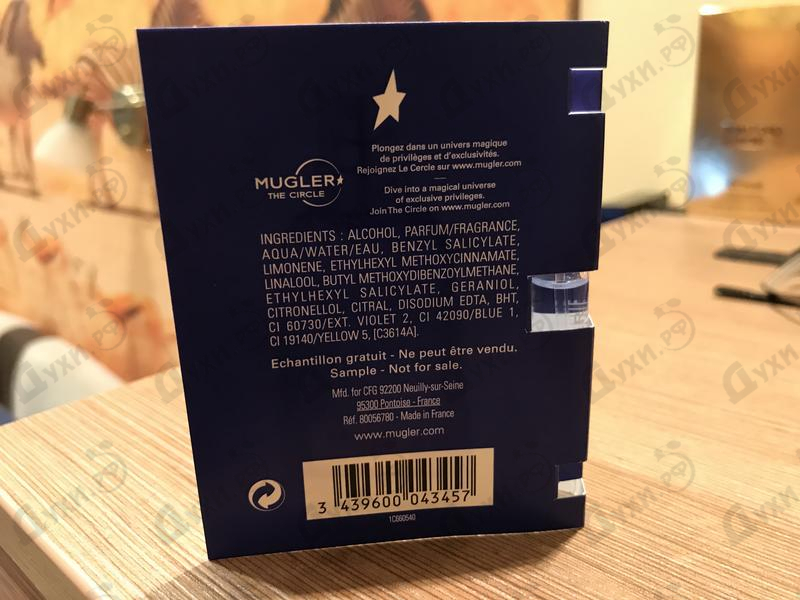 Plongez dans un univers magique
de privilèges et d'exclusivités.
Rejoignez Le Cercle sur www.mugler.com
MUGLER
THE CIRCLE
Dive into a magical universe
of exclusive privileges.
Join The Circle on www.mugler.com
INGREDIENTS : ALCOHOL, PARFUM/FRAGRANCE,
AQUA/WATER/EAU, BENZYL SALICYLATE,
LIMONENE, ETHYLHEXYL METHOXYCINNAMATE,
LINALOOL, BUTYL METHOXYDIBENZOYLMETHANE,
ETHYLHEXYL SALICYLATE, GERANIOL,
CITRONELLOL, CITRAL, DISODIUM EDTA, BHT,
CI 60730/EXT. VIOLET 2, CI 42090/BLUE 1,
CI 19140/YELLOW 5, [C3614A].
Echantillon gratuit - Ne peut être vendu.
Sample - Not for sale.
Mfd. for CFG 92200 Neuilly-sur-Seine
95300 Pontoise - France
Réf. 80056780 - Made in France
www.mugler.com
3 439600 043457
1C660540
Духи.рф